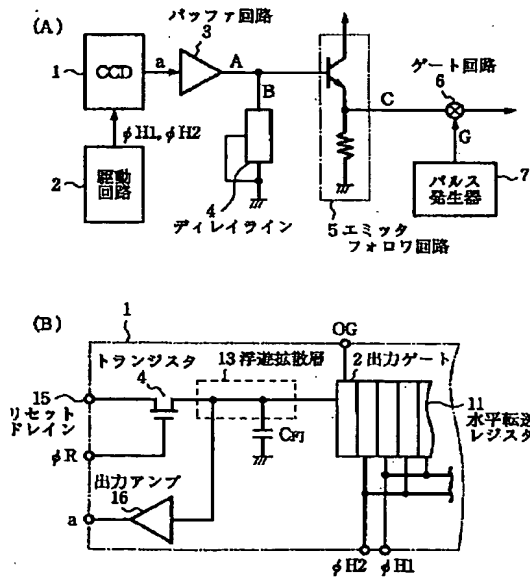 (A)
バッファ回路
3
1
CCD
a
A
B
φH1,φH2
2
駆動
回路
4
ディレイライン
C
5エミッタ
フォロワ回路
ゲート回路
6
G
パルス
発生器
7
(B)
1
OG
トランジスタ
4
13浮遊拡散層
2出力ゲート
15
リセット
ドレイン
11
水平転送
レジスタ
CFJ
φR
出力アンプ
16
a
φH2
φH1